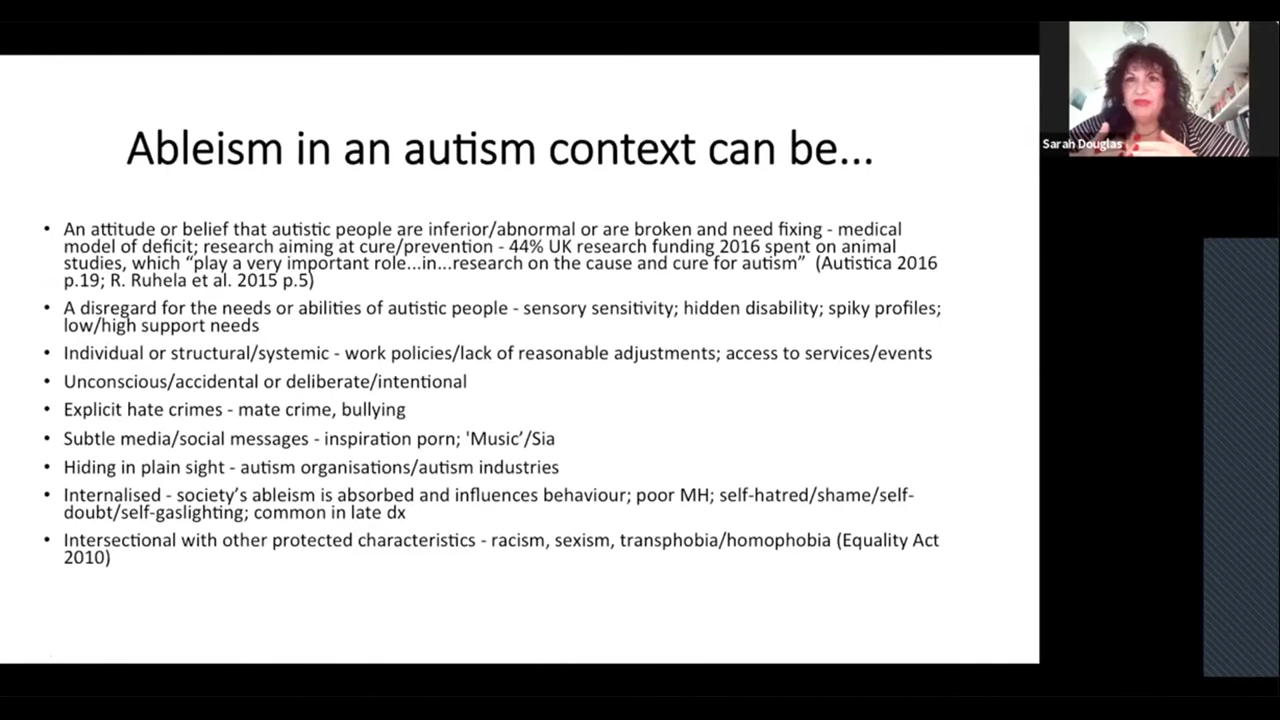 Ableism in an autism context can be...
• An attitude or belief that autistic people are inferior/abnormal or are broken and need fixing - medical
model of deficit; research aiming at cure/prevention - 44% UK research funding 2016 spent on animal
studies, which “play a very important role...in...research on the cause and cure for autism” (Autistica 2016
p.19; R. Ruhela et al. 2015 p.5)
• A disregard for the needs or abilities of autistic people - sensory sensitivity; hidden disability; spiky profiles;
low/high support needs
• Individual or structural/systemic - work policies/lack of reasonable adjustments; access to services/events
• Unconscious/accidental or deliberate/intentional
• Explicit hate crimes - mate crime, bullying
• Subtle media/social messages - inspiration porn; 'Music’/Sia
• Hiding in plain sight - autism organisations/autism industries
• Internalised - society’s ableism is absorbed and influences behaviour; poor MH; self-hatred/shame/self-
doubt/self-gaslighting; common in late dx
• Intersectional with other protected characteristics - racism, sexism, transphobia/homophobia (Equality Act
2010)
Sarah Douglas